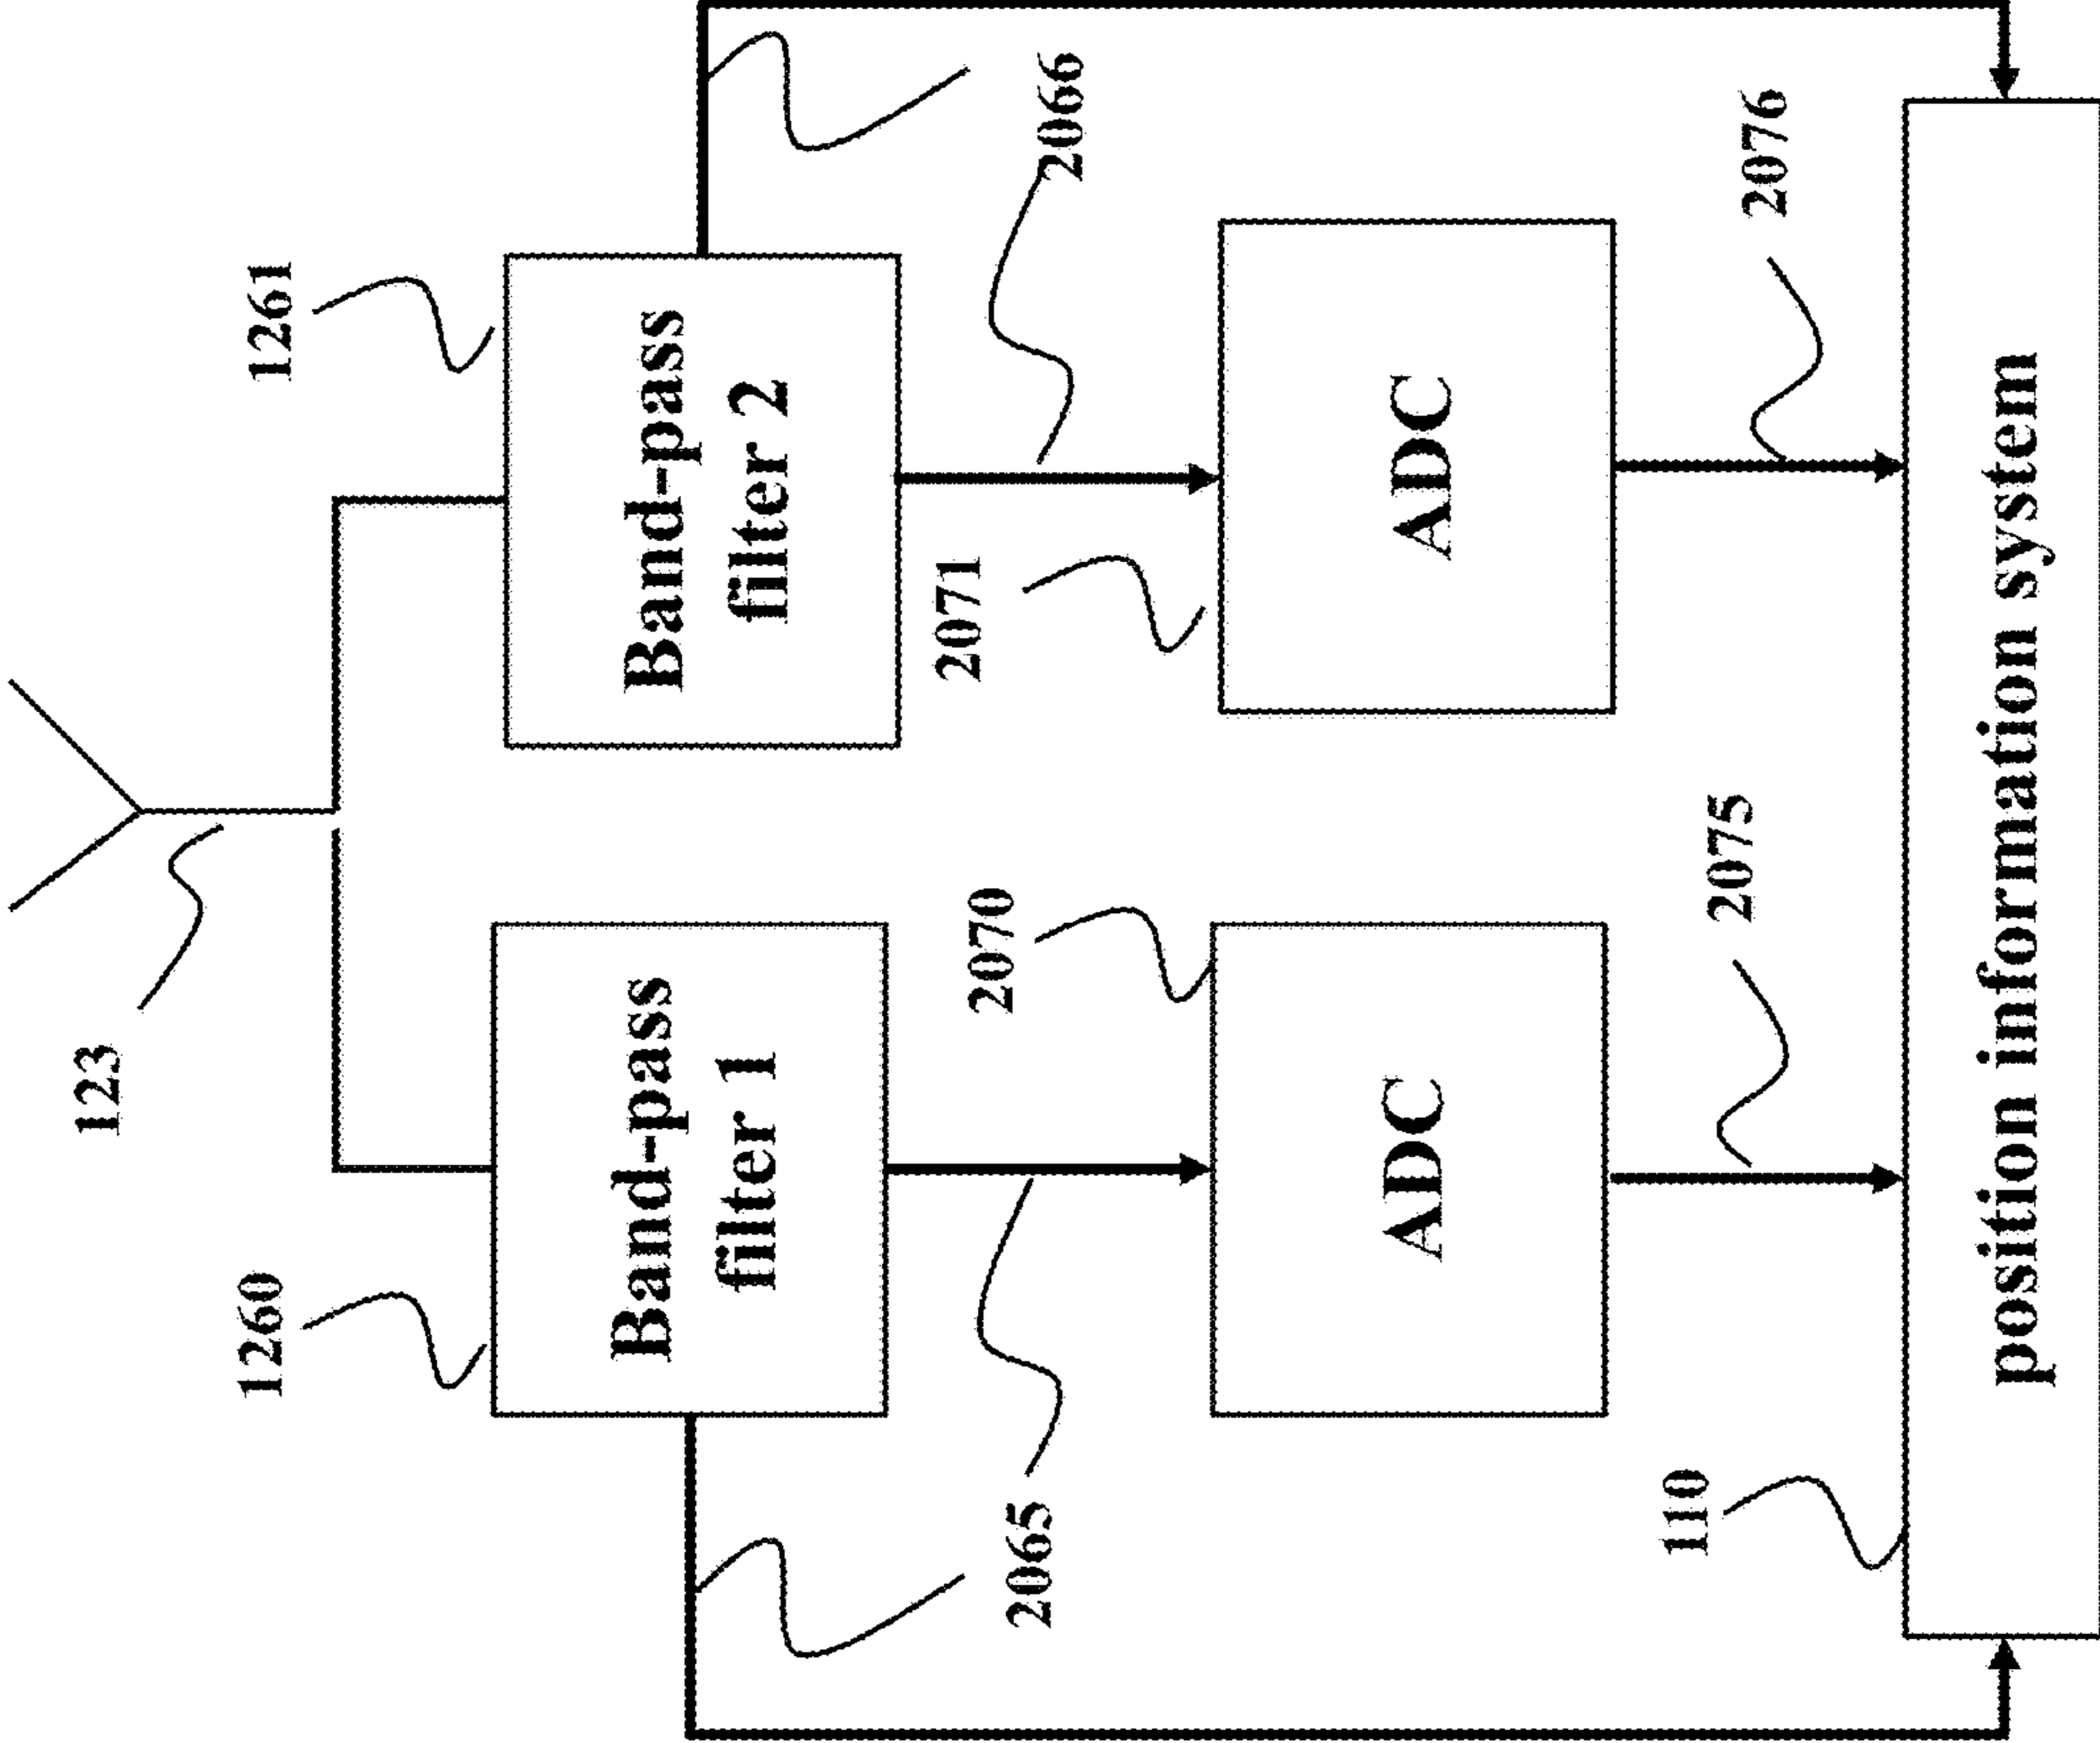 123
1260
1261
Band-pass
filter 1
Band-pass
filter 2
2065
2070
2071
2066
ADC
ADC
110
2075
2076
position information system